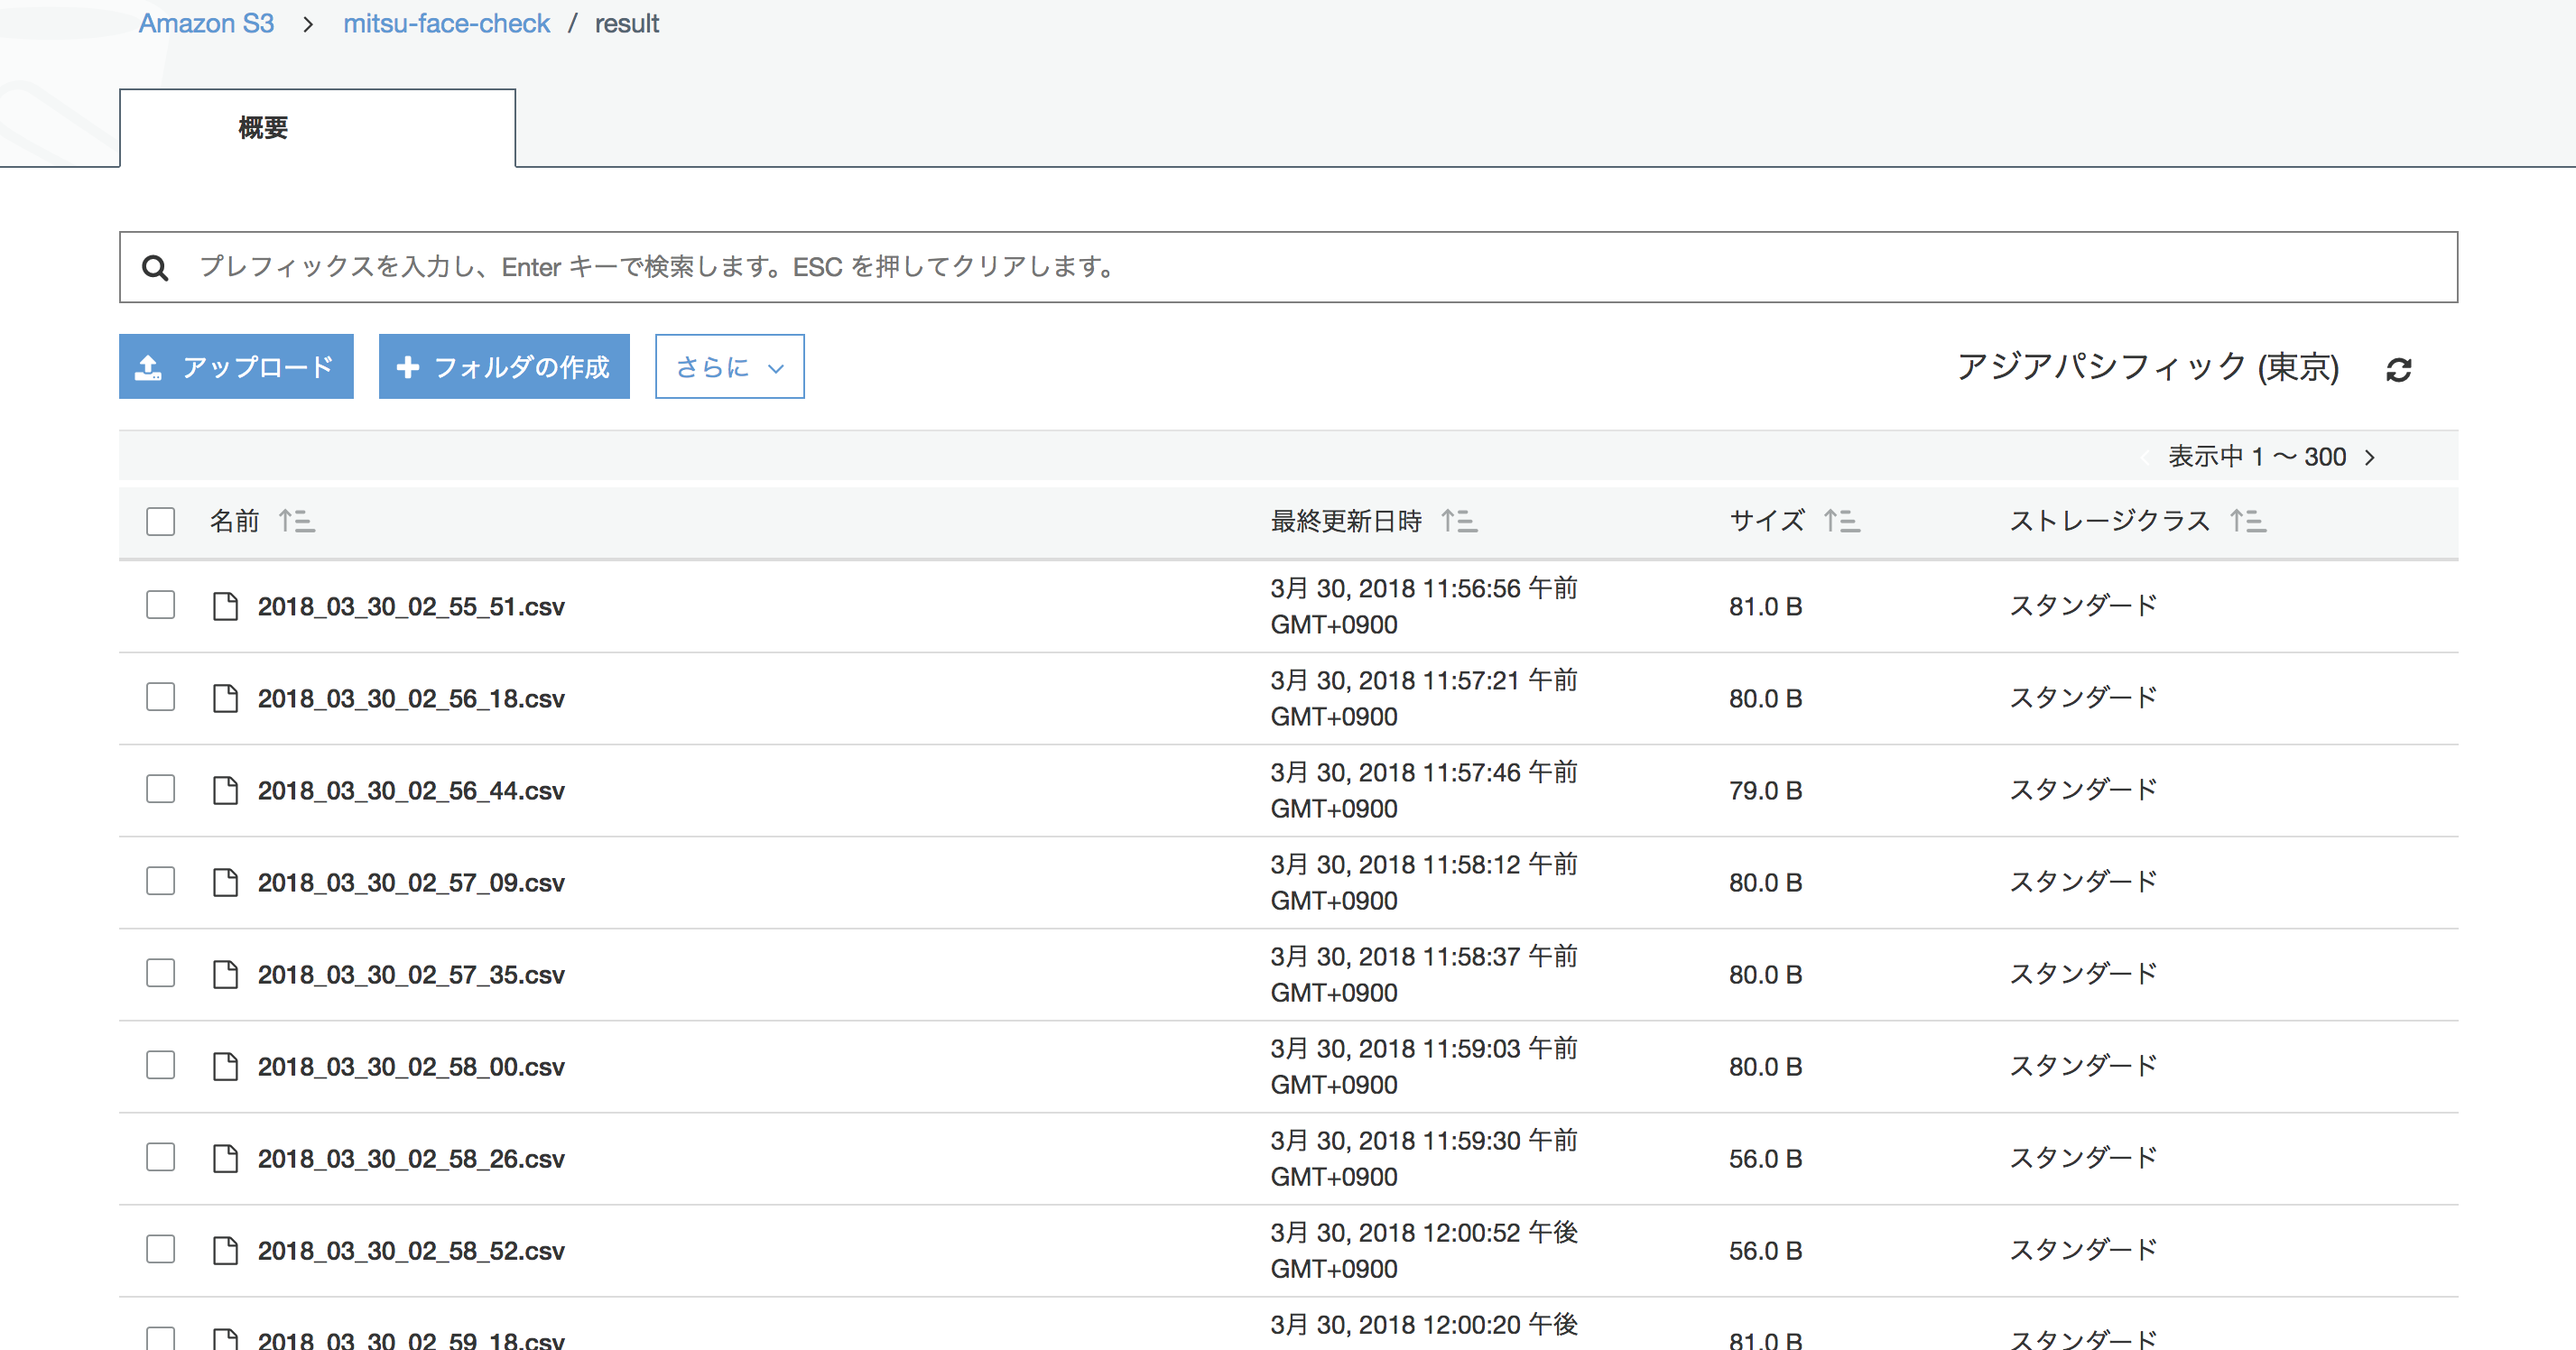 Amazon S3 > mitsu-face-check / result
概要
プレフィックスを入力し、Enter キーで検索します。ESC を押してクリアします。
アップロード フォルダの作成 さらに アジアパシフィック (東京)
表示中 1 ～ 300
名前 最終更新日時 サイズ ストレージクラス
2018_03_30_02_55_51.csv 3月 30, 2018 11:56:56 午前 GMT+0900 81.0 B スタンダード
2018_03_30_02_56_18.csv 3月 30, 2018 11:57:21 午前 GMT+0900 80.0 B スタンダード
2018_03_30_02_56_44.csv 3月 30, 2018 11:57:46 午前 GMT+0900 79.0 B スタンダード
2018_03_30_02_57_09.csv 3月 30, 2018 11:58:12 午前 GMT+0900 80.0 B スタンダード
2018_03_30_02_57_35.csv 3月 30, 2018 11:58:37 午前 GMT+0900 80.0 B スタンダード
2018_03_30_02_58_00.csv 3月 30, 2018 11:59:03 午前 GMT+0900 80.0 B スタンダード
2018_03_30_02_58_26.csv 3月 30, 2018 11:59:30 午前 GMT+0900 56.0 B スタンダード
2018_03_30_02_58_52.csv 3月 30, 2018 12:00:52 午後 GMT+0900 56.0 B スタンダード
2018_03_30_02_59_18.csv 3月 30, 2018 12:00:20 午後 81.0 B スタンダード